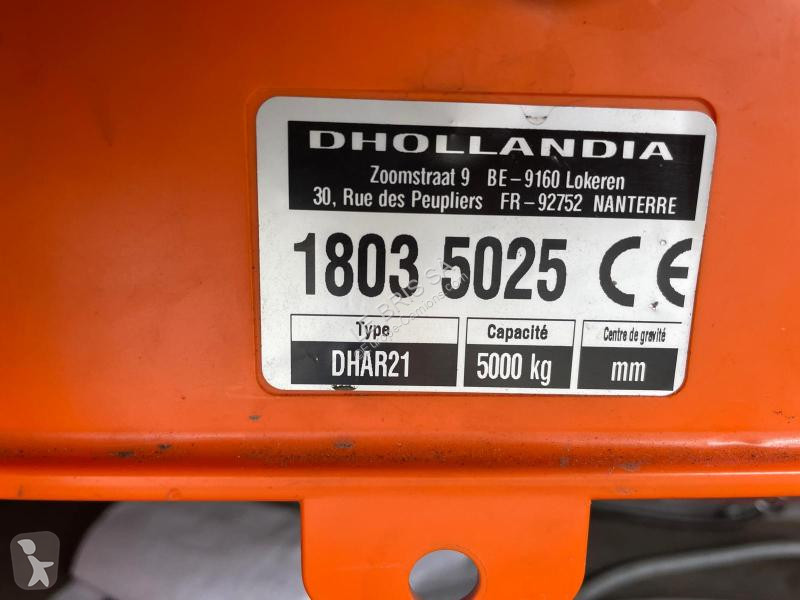 DHOLLANDIA
Zoomstraat 9 BE-9160 Lokeren
30, Rue des Peupliers FR-92752 NANTERRE
1803 5025 CE
Type Capacité Centre de gravité
DHAR21 5000 kg mm